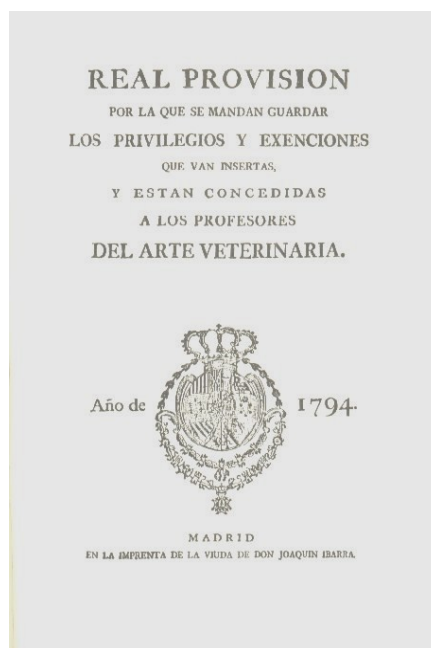 REAL PROVISION
POR LA QUE SE MANDAN GUARDAR
LOS PRIVILEGIOS Y EXENCIONES
QUE VAN INSERTAS,
Y ESTAN CONCEDIDAS
A LOS PROFESORES
DEL ARTE VETERINARIA.
Año de 1794.
MADRID
EN LA IMPRENTA DE LA VIUDA DE DON JOAQUIN IBARRA.